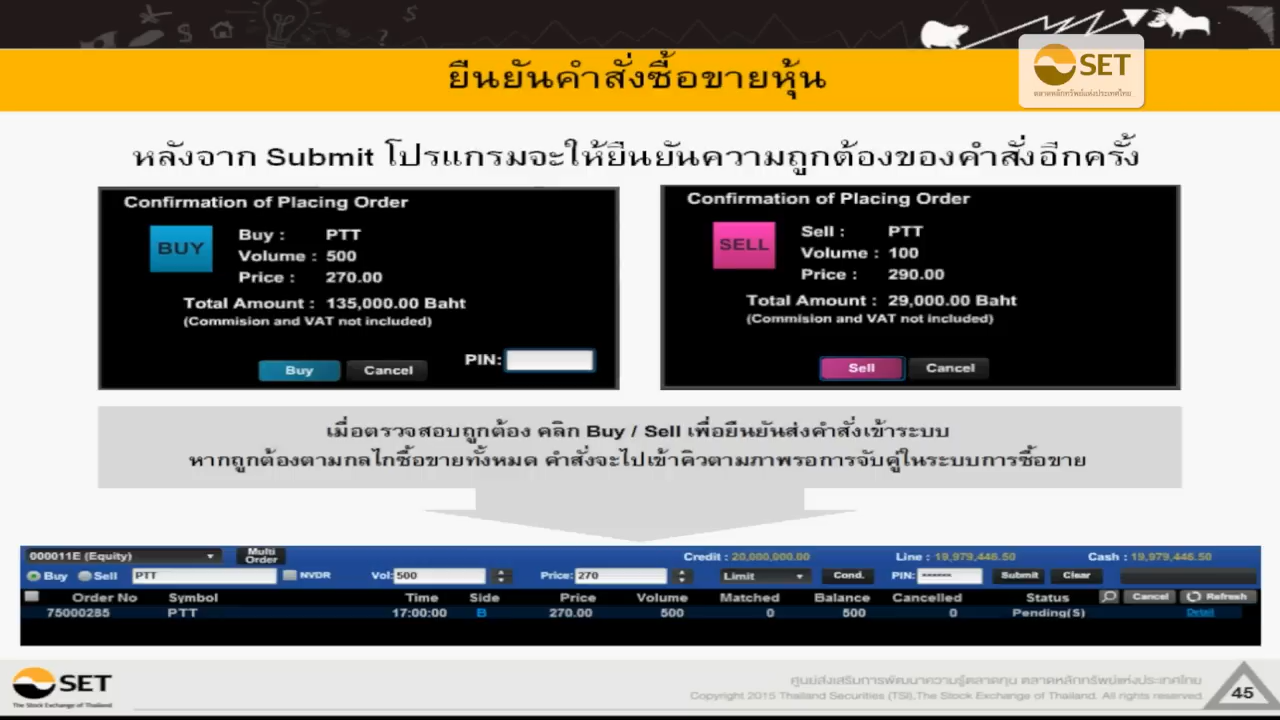 SET
ตลาดหลักทรัพย์แห่งประเทศไทย
ยืนยันคำสั่งซื้อขายหุ้น
หลังจาก Submit โปรแกรมจะให้ยืนยันความถูกต้องของคำสั่งอีกครั้ง
Confirmation of Placing Order
BUY
Buy : PTT
Volume : 500
Price : 270.00
Total Amount : 135,000.00 Baht
(Commision and VAT not included)
PIN:
Buy Cancel
Confirmation of Placing Order
SELL
Sell : PTT
Volume : 100
Price : 290.00
Total Amount : 29,000.00 Baht
(Commision and VAT not included)
Sell Cancel
เมื่อตรวจสอบถูกต้อง คลิก Buy / Sell เพื่อยืนยันส่งคำสั่งเข้าระบบ
หากถูกต้องตามกลไกซื้อขายทั้งหมด คำสั่งจะไปเข้าคิวตามภาพรอการจับคู่ในระบบการซื้อขาย
000011E (Equity) Multi Order Credit : 20,000,000.00 Line : 19,979,446.50 Cash : 19,979,446.50
Buy Sell PTT NVDR Vol: 500 Price: 270 Limit Cond. PIN: ****** Submit Clear
Order No Symbol Time Side Price Volume Matched Balance Cancelled Status Cancel Refresh
75000285 PTT 17:00:00 B 270.00 500 0 500 0 Pending(S) Detail
SET
The Stock Exchange of Thailand
ศูนย์ส่งเสริมการพัฒนาความรู้ตลาดทุน ตลาดหลักทรัพย์แห่งประเทศไทย
Copyright 2015 Thailand Securities (TSI),The Stock Exchange of Thailand. All rights reserved.
45